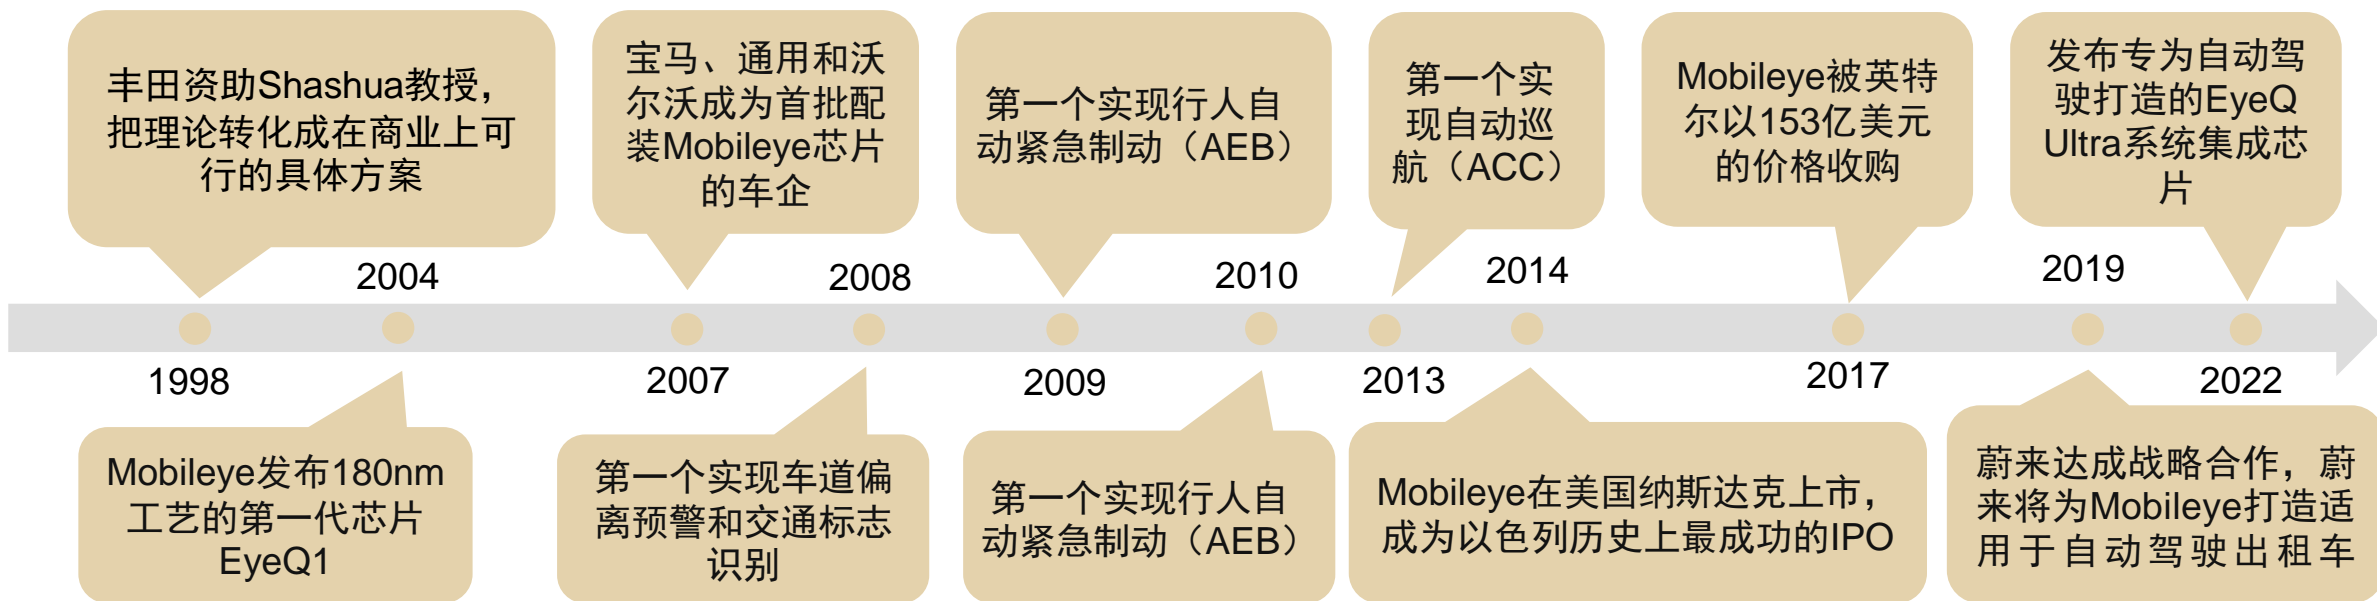 丰田资助Shashua教授，
把理论转化成在商业上可
行的具体方案
宝马、通用和沃
尔沃成为首批配
装Mobileye芯片
的车企
第一个实现行人自
动紧急制动（AEB）
第一个实
现自动巡
航（ACC）
Mobileye被英特
尔以153亿美元
的价格收购
发布专为自动驾
驶打造的EyeQ
Ultra系统集成芯
片
2004
2008
2010
2014
2019
1998
2007
2009
2013
2017
2022
Mobileye发布180nm
工艺的第一代芯片
EyeQ1
第一个实现车道偏
离预警和交通标志
识别
第一个实现行人自
动紧急制动（AEB）
Mobileye在美国纳斯达克上市，
成为以色列历史上最成功的IPO
蔚来达成战略合作，蔚
来将为Mobileye打造适
用于自动驾驶出租车